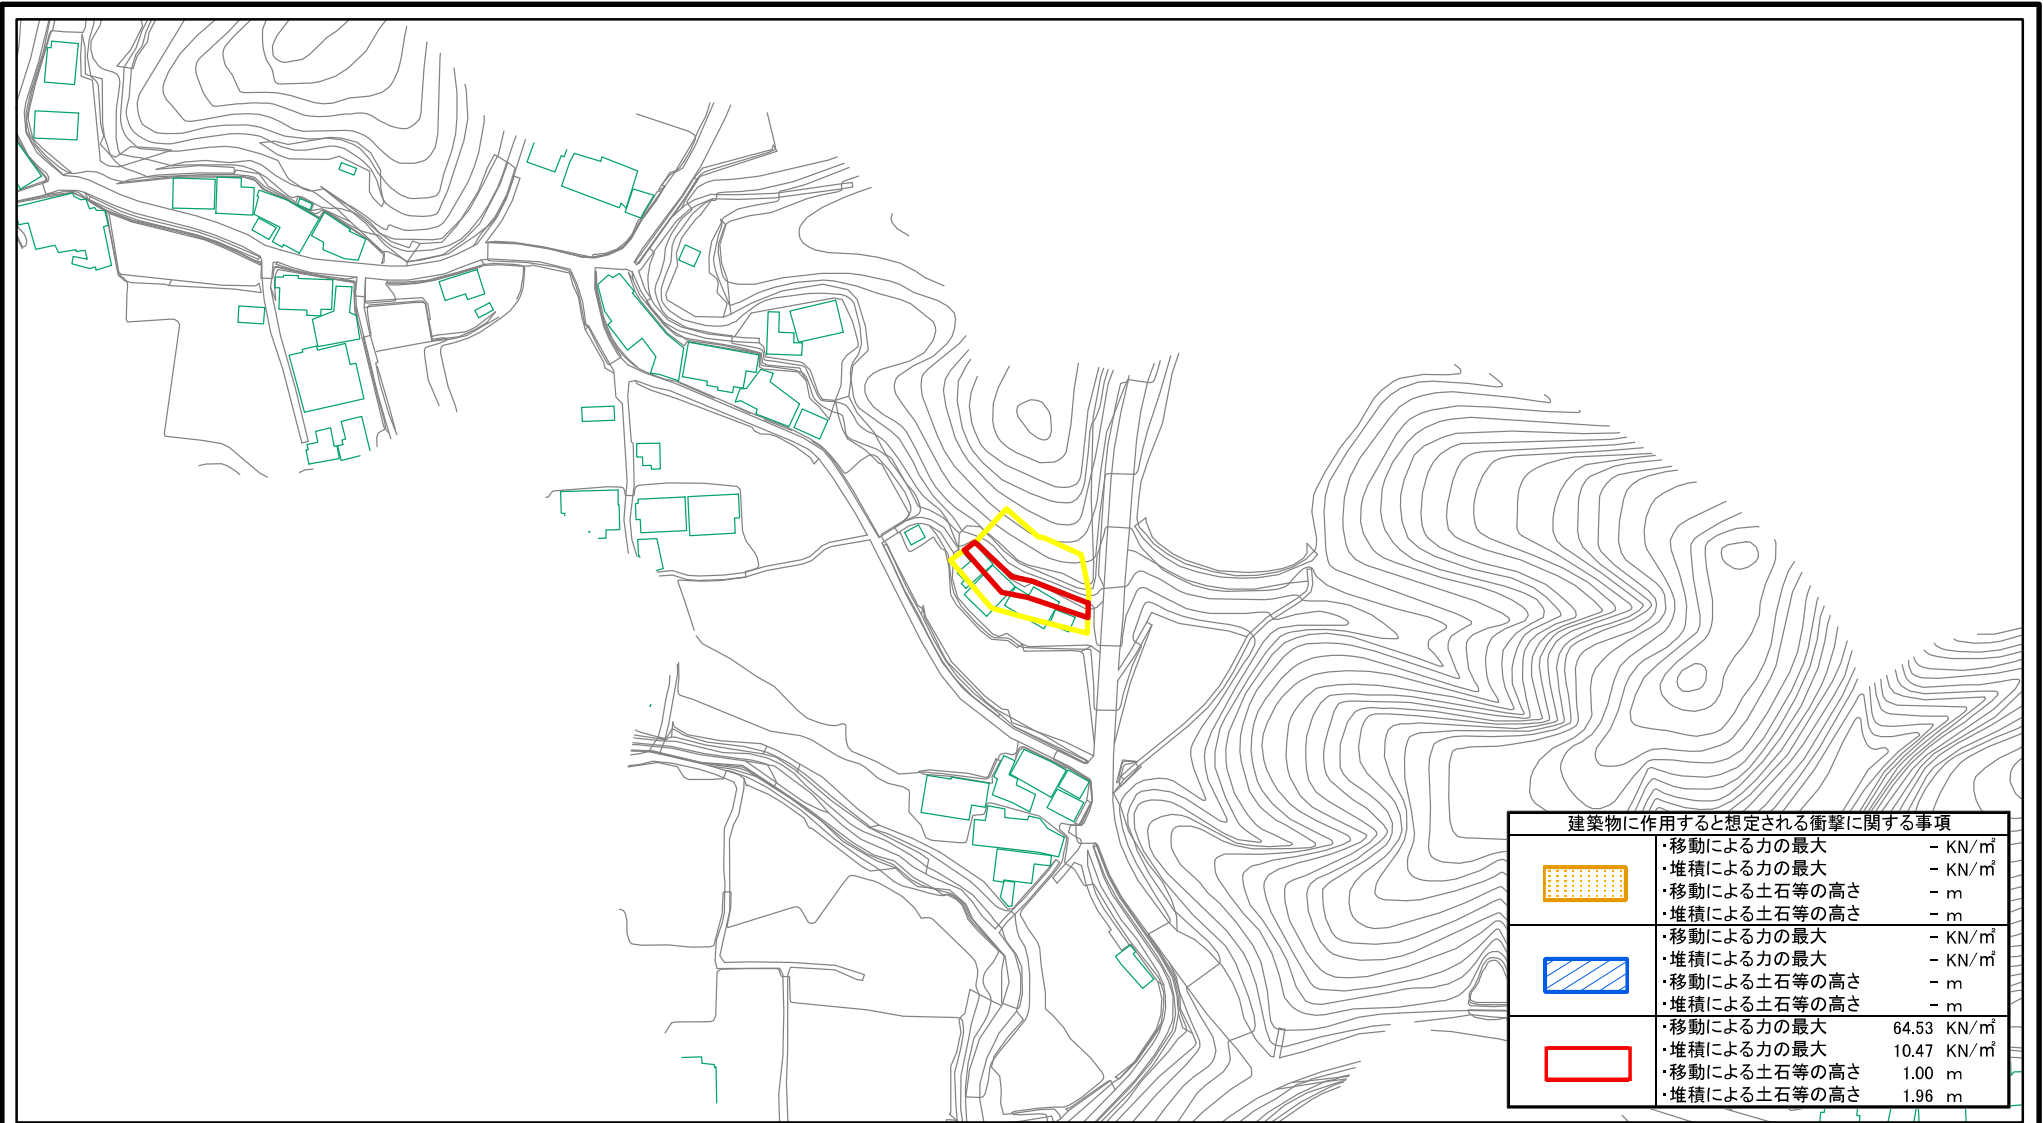 建築物に作用すると想定される衝撃に関する事項
・移動による力の最大 - KN/㎡
・堆積による力の最大 - KN/㎡
・移動による土石等の高さ - m
・堆積による土石等の高さ - m
・移動による力の最大 - KN/㎡
・堆積による力の最大 - KN/㎡
・移動による土石等の高さ - m
・堆積による土石等の高さ - m
・移動による力の最大 64.53 KN/㎡
・堆積による力の最大 10.47 KN/㎡
・移動による土石等の高さ 1.00 m
・堆積による土石等の高さ 1.96 m